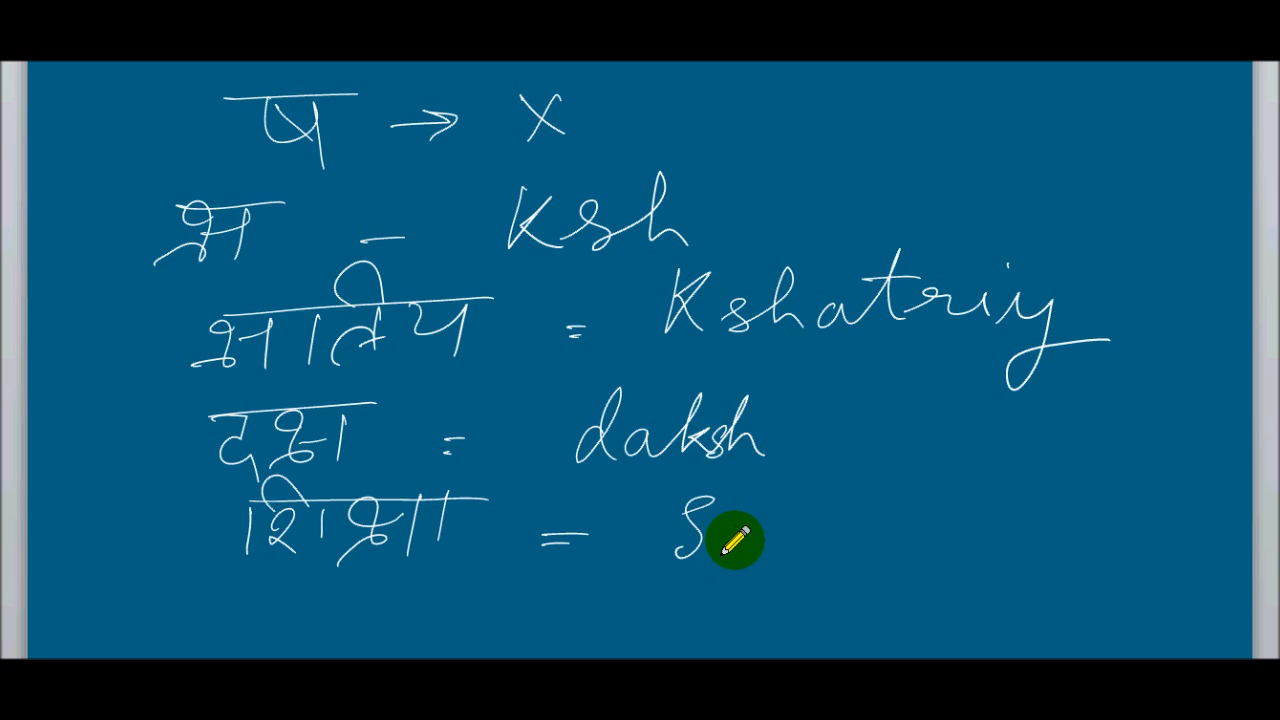 ष → x
क्ष - Ksh
क्षत्रिय = Kshatriy
दक्ष = daksh
शिक्षा = S